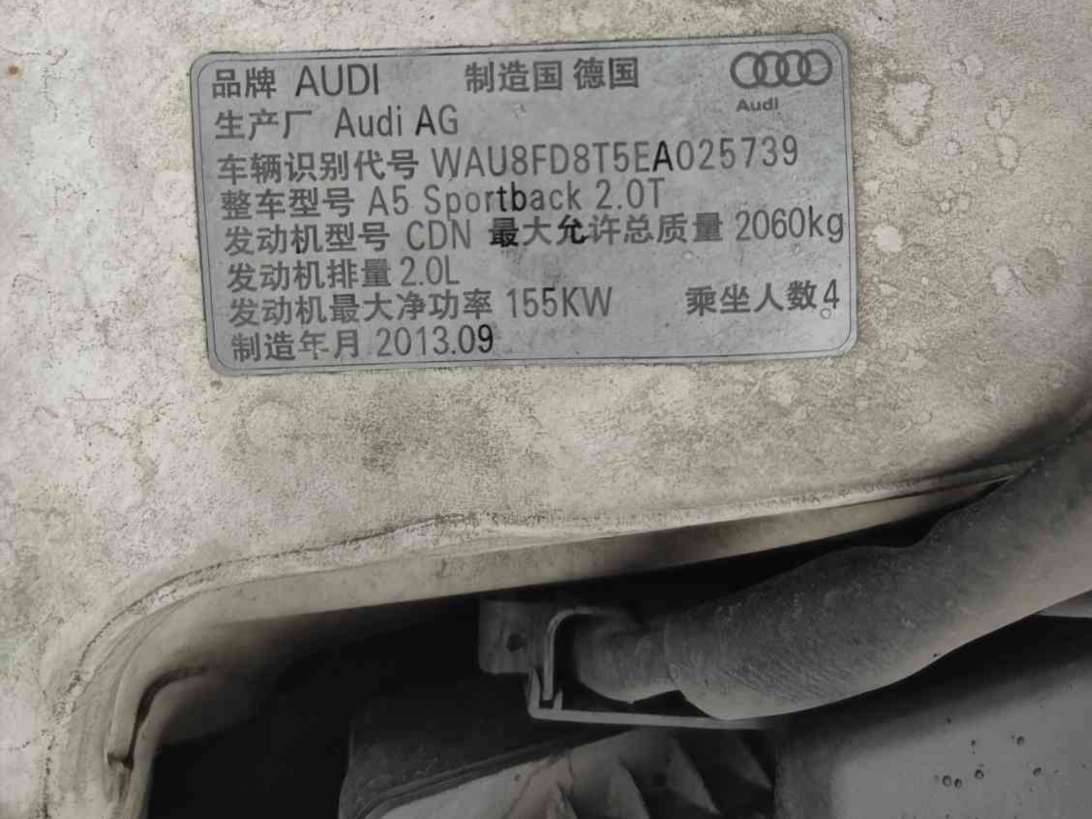 品牌 AUDI 制造国 德国
Audi
生产厂 Audi AG
车辆识别代号 WAU8FD8T5EA025739
整车型号 A5 Sportback 2.0T
发动机型号 CDN 最大允许总质量 2060kg
发动机排量 2.0L
发动机最大净功率 155KW 乘坐人数4
制造年月 2013.09